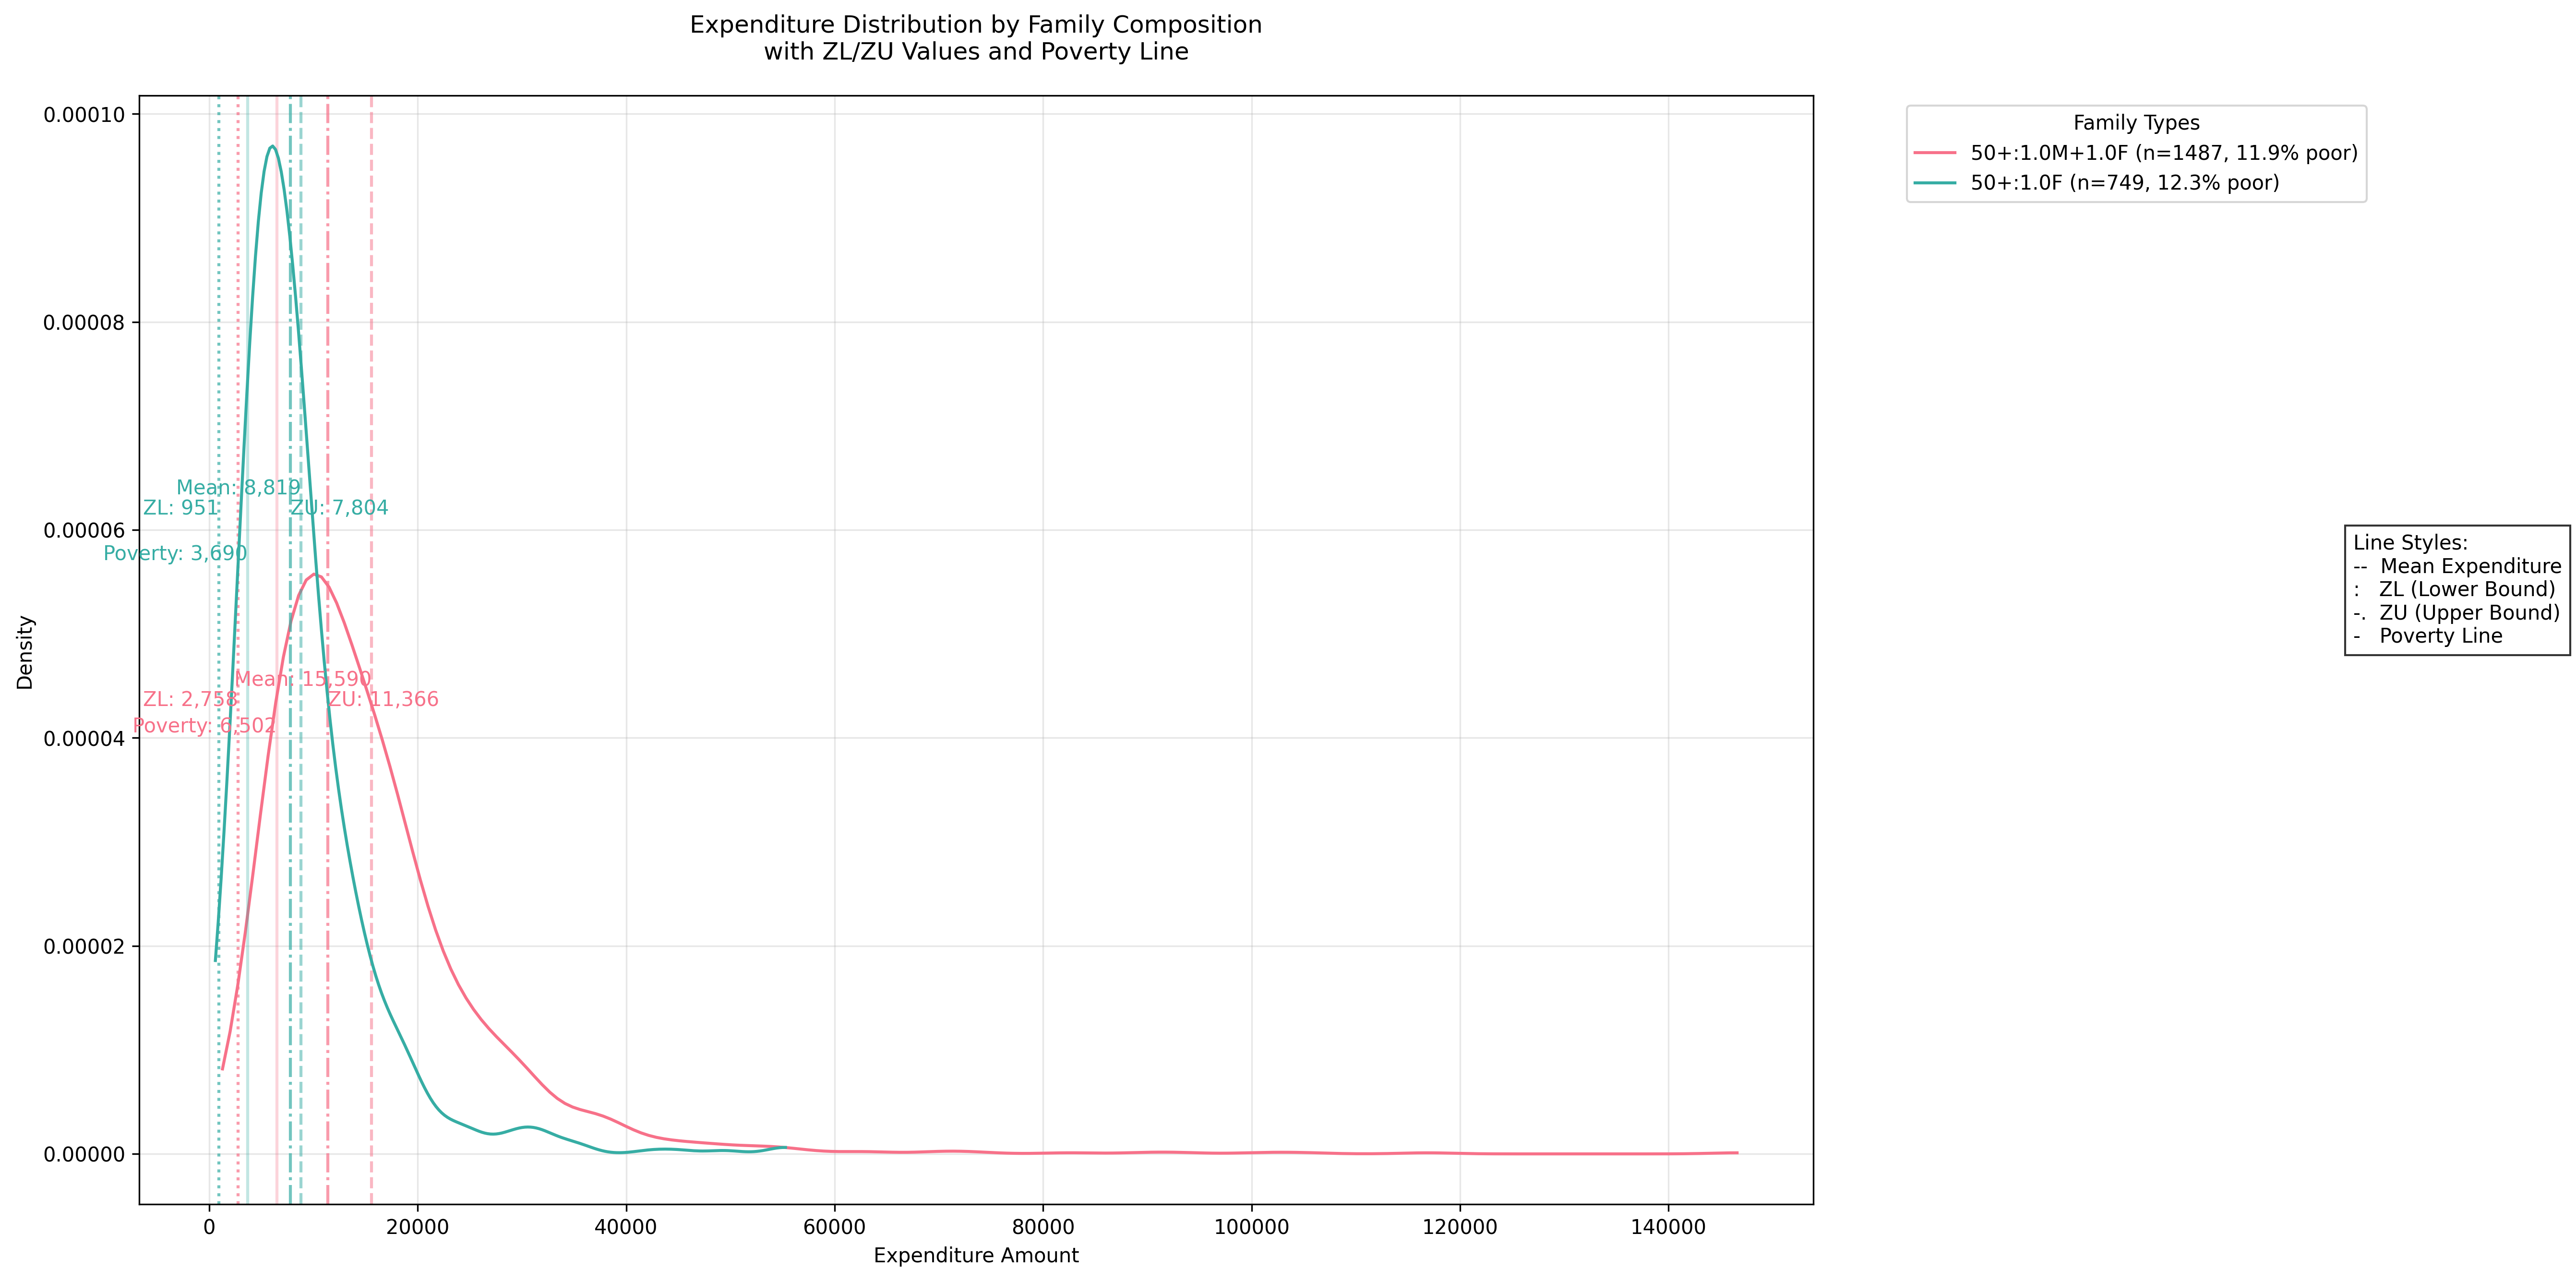 Expenditure Distribution by Family Composition
with ZL/ZU Values and Poverty Line
Family Types
50+:1.0M+1.0F (n=1487, 11.9% poor)
50+:1.0F (n=749, 12.3% poor)
0.00010
0.00008
0.00006
0.00004
0.00002
0.00000
Density
Mean: 8,819
ZL: 951
ZU: 7,804
Poverty: 3,690
Mean: 15,590
ZL: 2,758
ZU: 11,366
Poverty: 6,502
Line Styles:
--  Mean Expenditure
:   ZL (Lower Bound)
-.  ZU (Upper Bound)
-   Poverty Line
0
20000
40000
60000
80000
100000
120000
140000
Expenditure Amount